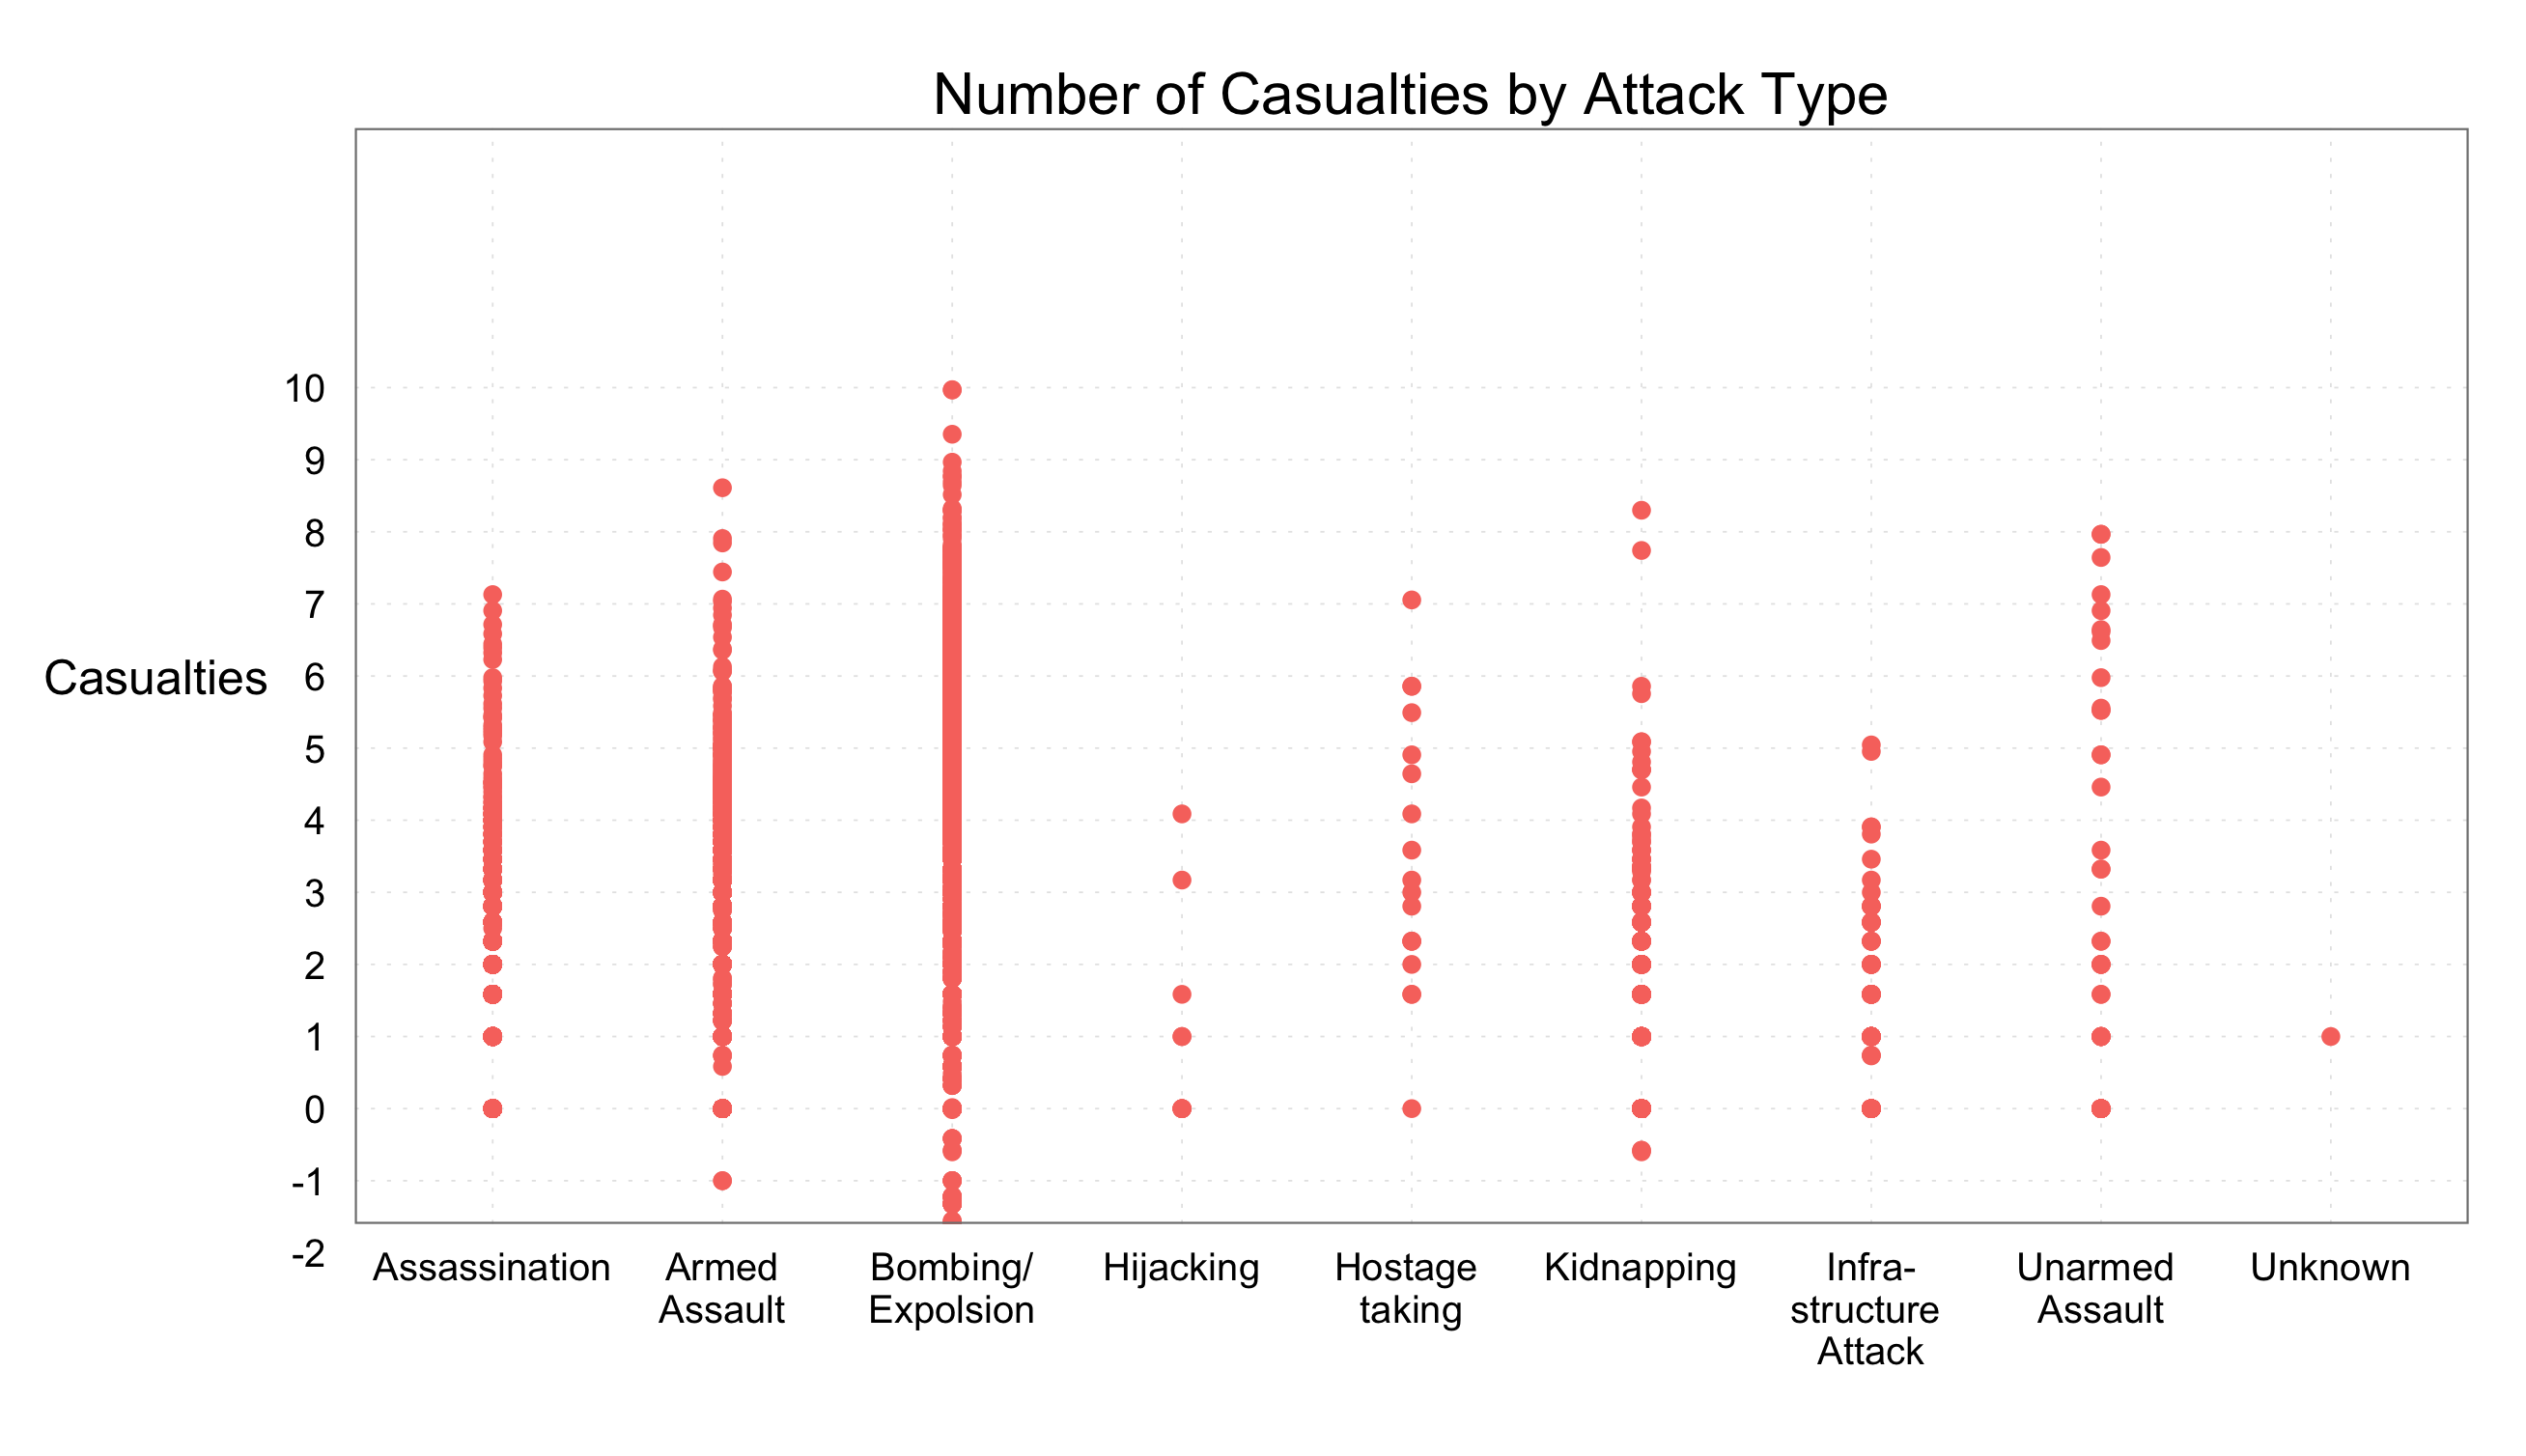 Number of Casualties by Attack Type
10
9
8
7
Casualties
6
5
4
3
2
1
0
-1
-2
Assassination
Armed
Assault
Bombing/
Expolsion
Hijacking
Hostage
taking
Kidnapping
Infra-
structure
Attack
Unarmed
Assault
Unknown